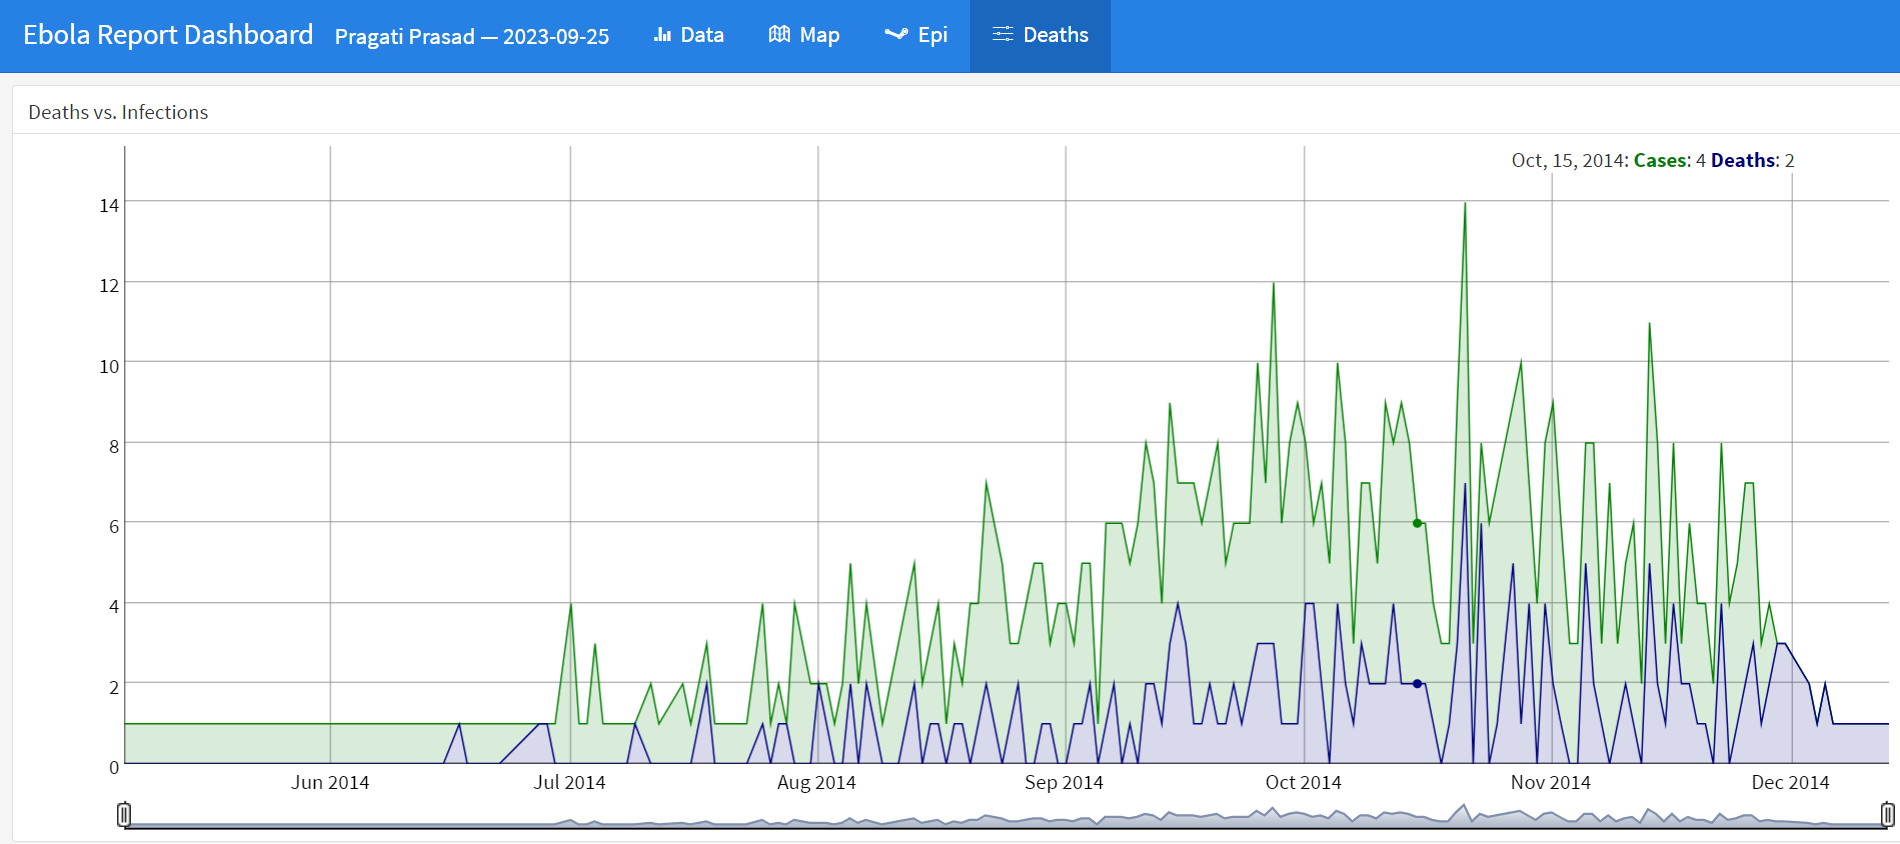 Ebola Report Dashboard Pragati Prasad — 2023-09-25 Data Map Epi Deaths
Deaths vs. Infections
Oct, 15, 2014: Cases: 4 Deaths: 2
14
12
10
8
6
4
2
0
Jun 2014 Jul 2014 Aug 2014 Sep 2014 Oct 2014 Nov 2014 Dec 2014